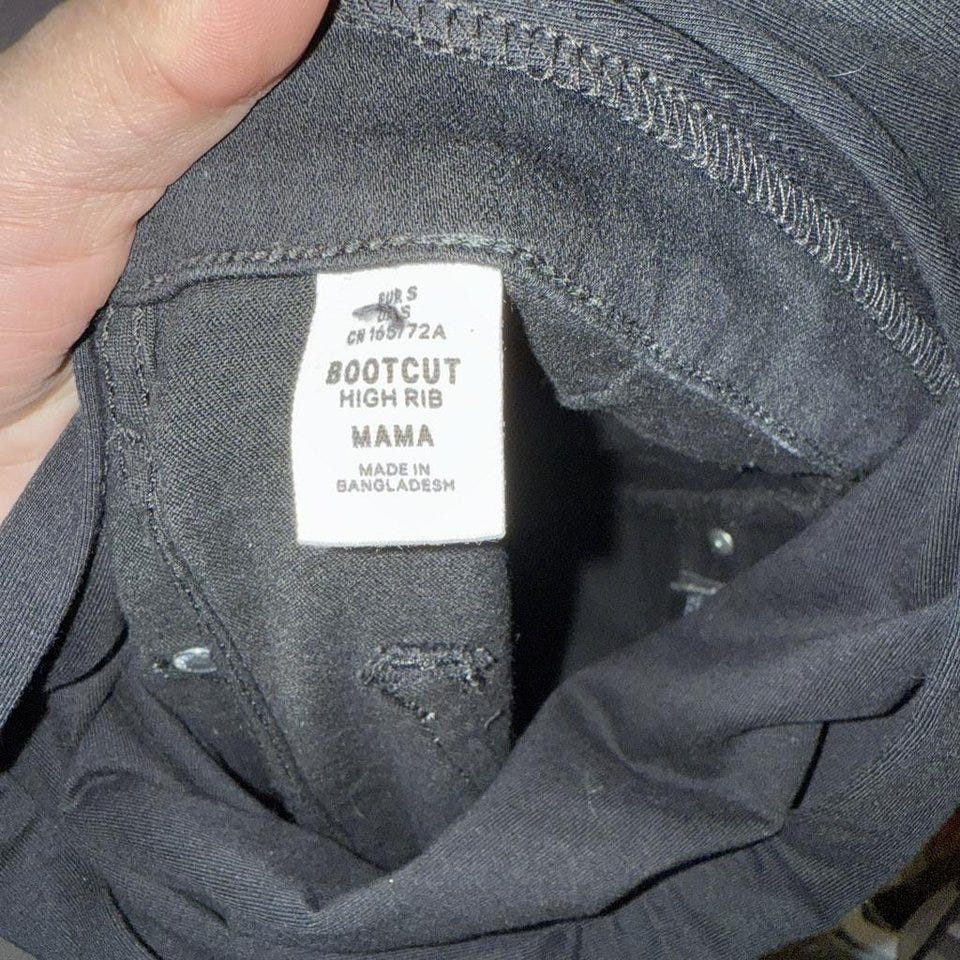 EUR S
US S
CN 165/72A
BOOTCUT
HIGH RIB
MAMA
MADE IN
BANGLADESH